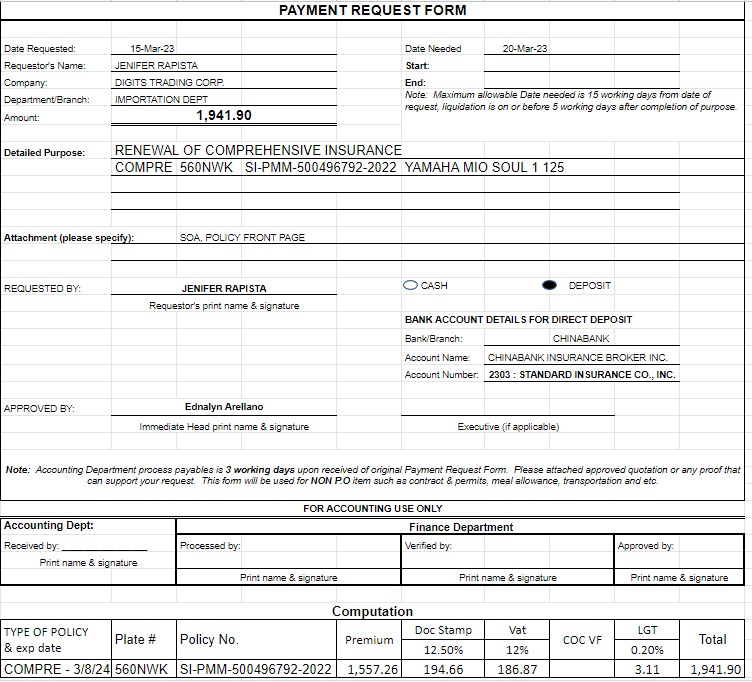 PAYMENT REQUEST FORM
Date Requested: 15-Mar-23 Date Needed 20-Mar-23
Requestor's Name: JENIFER RAPISTA Start:
Company: DIGITS TRADING CORP. End:
Department/Branch: IMPORTATION DEPT Note: Maximum allowable Date needed is 15 working days from date of
Amount: 1,941.90 request, liquidation is on or before 5 working days after completion of purpose.
Detailed Purpose: RENEWAL OF COMPREHENSIVE INSURANCE
COMPRE 560NWK SI-PMM-500496792-2022 YAMAHA MIO SOUL 1 125
Attachment (please specify): SOA, POLICY FRONT PAGE
REQUESTED BY: JENIFER RAPISTA CASH DEPOSIT
Requestor's print name & signature
BANK ACCOUNT DETAILS FOR DIRECT DEPOSIT
Bank/Branch: CHINABANK
Account Name: CHINABANK INSURANCE BROKER INC.
Account Number: 2303 : STANDARD INSURANCE CO., INC.
APPROVED BY: Ednalyn Arellano
Immediate Head print name & signature Executive (if applicable)
Note: Accounting Department process payables is 3 working days upon received of original Payment Request Form. Please attached approved quotation or any proof that
can support your request. This form will be used for NON P.O item such as contract & permits, meal allowance, transportation and etc.
FOR ACCOUNTING USE ONLY
Accounting Dept: Finance Department
Received by: Processed by: Verified by: Approved by:
Print name & signature
Print name & signature Print name & signature Print name & signature
Computation
TYPE OF POLICY & exp date Plate # Policy No. Premium Doc Stamp 12.50% Vat 12% COC VF LGT 0.20% Total
COMPRE - 3/8/24 560NWK SI-PMM-500496792-2022 1,557.26 194.66 186.87 3.11 1,941.90